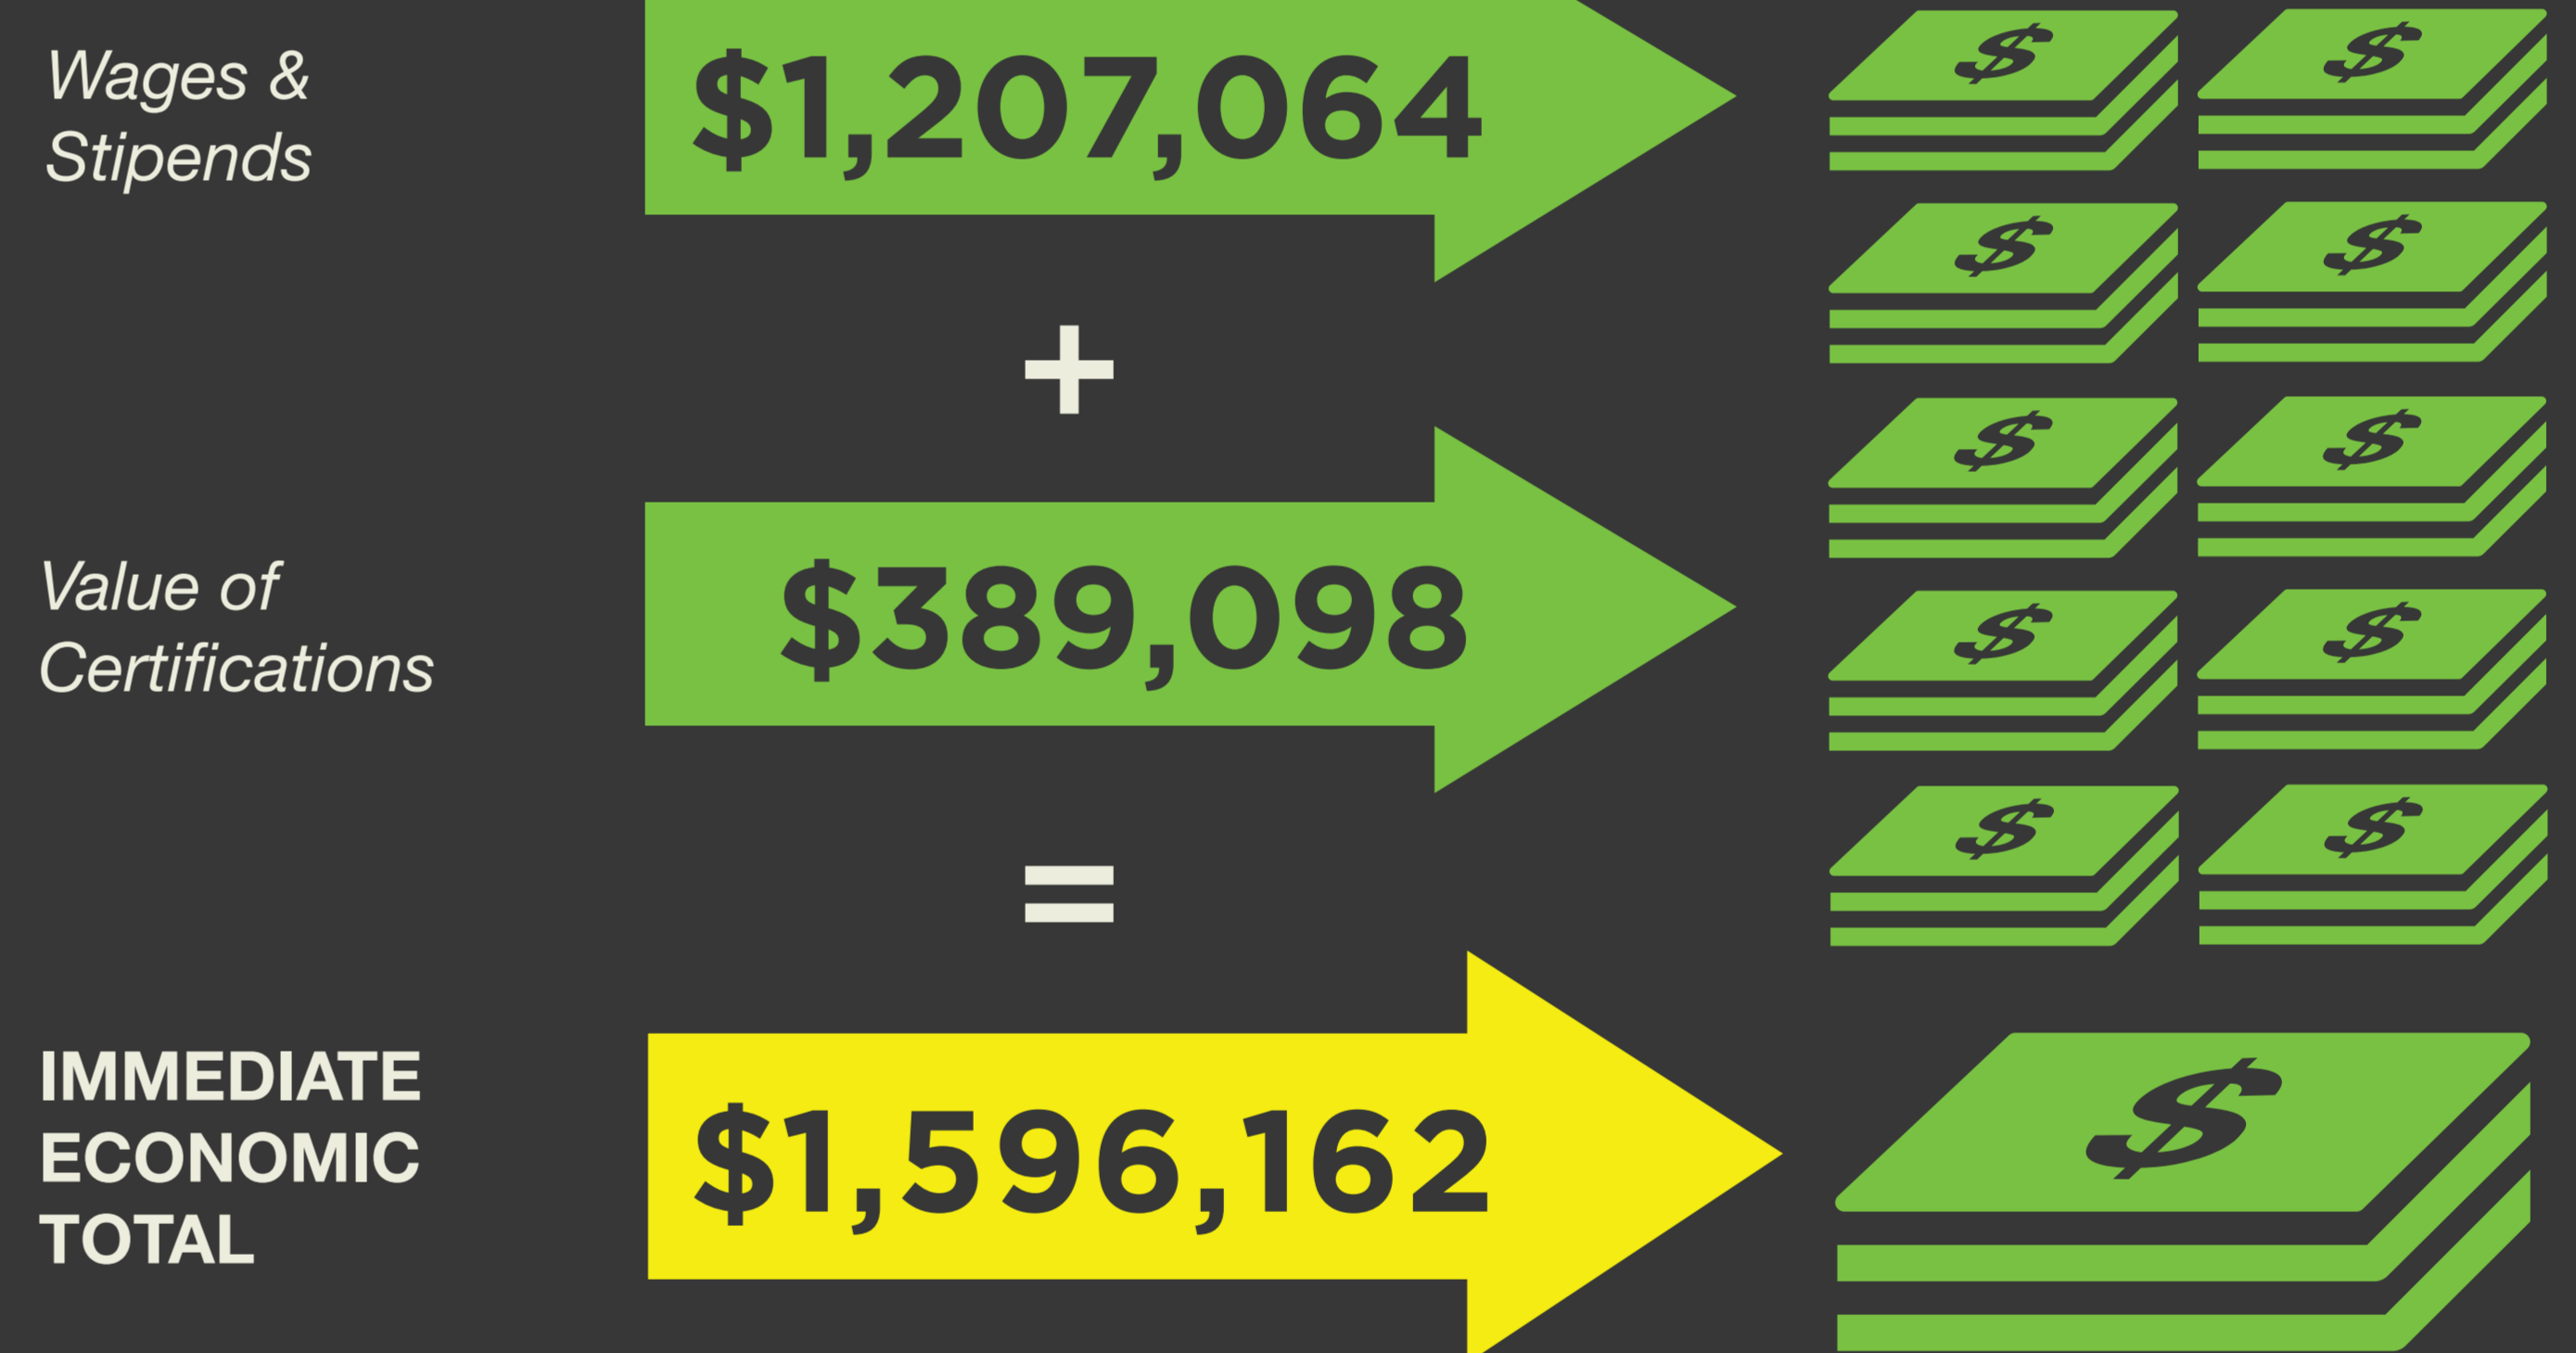 Wages &
Stipends
$1,207,064
+
Value of
Certifications
$389,098
=
IMMEDIATE
ECONOMIC
TOTAL
$1,596,162
$ $
$ $
$ $
$ $
$ $
$